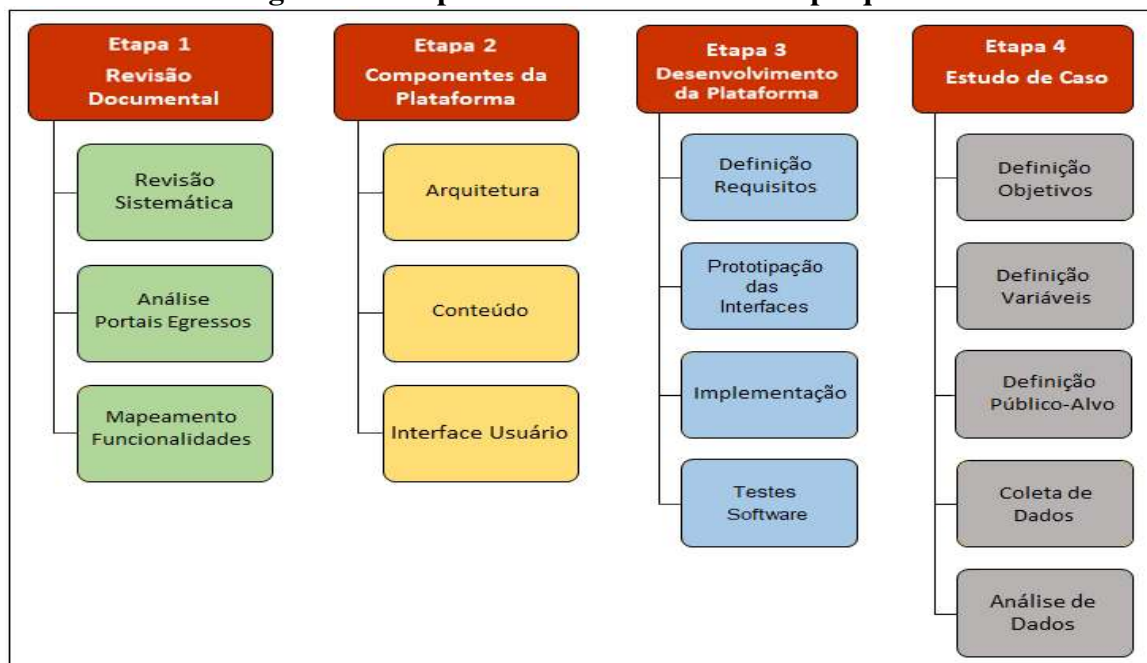 Etapa 1
Revisão
Documental
Revisão
Sistemática
Análise
Portais Egressos
Mapeamento
Funcionalidades
Etapa 2
Componentes da
Plataforma
Arquitetura
Conteúdo
Interface Usuário
Etapa 3
Desenvolvimento
da Plataforma
Definição
Requisitos
Prototipação
das
Interfaces
Implementação
Testes
Software
Etapa 4
Estudo de Caso
Definição
Objetivos
Definição
Variáveis
Definição
Público-Alvo
Coleta de
Dados
Análise de
Dados